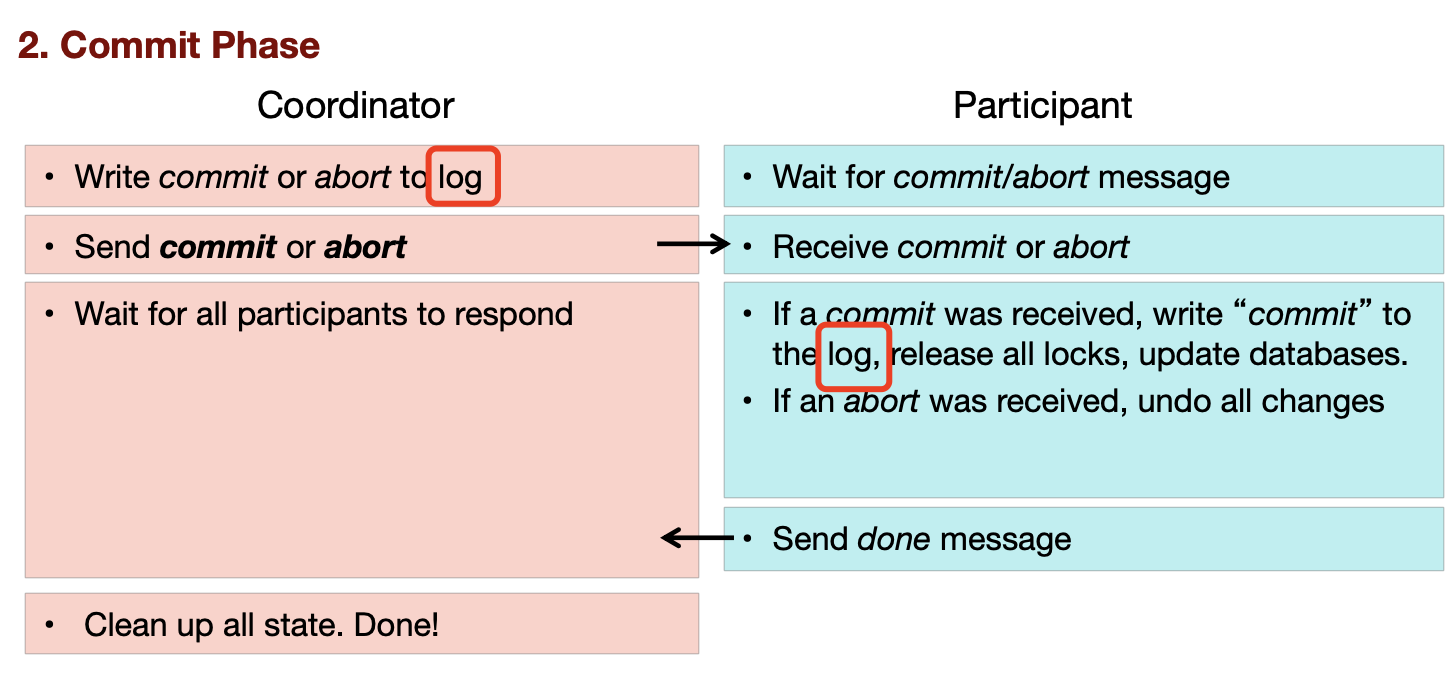 2. Commit Phase
Coordinator
Participant
• Write commit or abort to log
• Wait for commit/abort message
• Send commit or abort
• Receive commit or abort
• Wait for all participants to respond
• If a commit was received, write “commit” to
the log, release all locks, update databases.
• If an abort was received, undo all changes
• Send done message
• Clean up all state. Done!